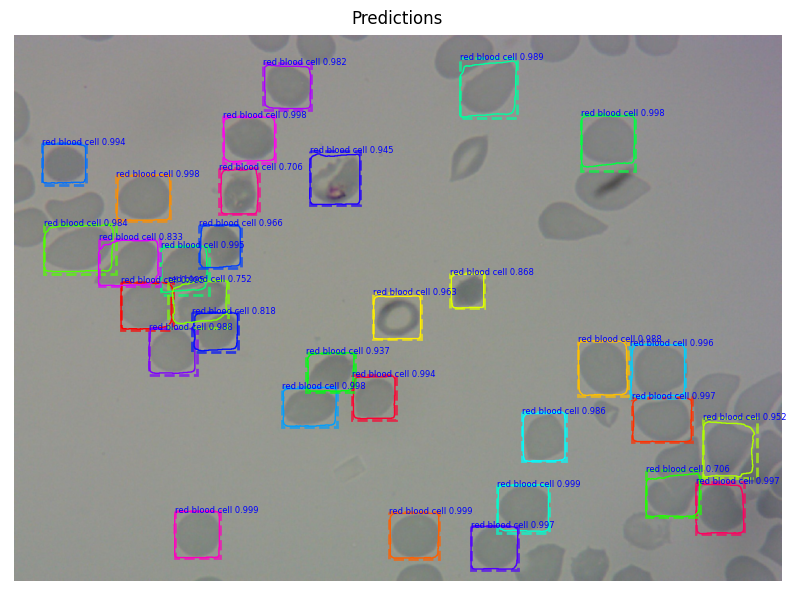 Predictions
red blood cell 0.982
red blood cell 0.989
red blood cell 0.998
red blood cell 0.998
red blood cell 0.994
red blood cell 0.945
red blood cell 0.706
red blood cell 0.998
red blood cell 0.984
red blood cell 0.966
red blood cell 0.833
red blood cell 0.995
red blood cell
red blood cell 0.752
red blood cell 0.868
red blood cell 0.963
red blood cell 0.818
red blood cell 0.988
red blood cell 0.988
red blood cell 0.996
red blood cell 0.937
red blood cell 0.994
red blood cell 0.998
red blood cell 0.997
red blood cell 0.986
red blood cell 0.952
red blood cell 0.706
red blood cell 0.997
red blood cell 0.999
red blood cell 0.999
red blood cell 0.999
red blood cell 0.997